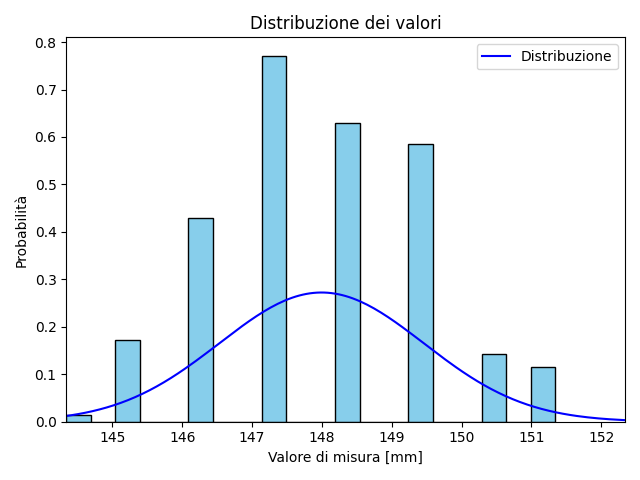 Distribuzione dei valori
Distribuzione
0.8
0.7
0.6
0.5
0.4
0.3
0.2
0.1
0.0
Probabilità
145 146 147 148 149 150 151 152
Valore di misura [mm]